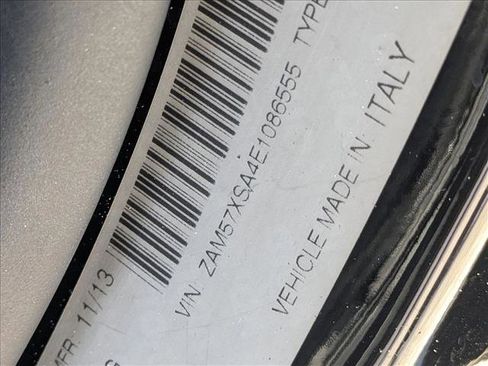 MFR. 11/13
VIN: ZAM57XSA4E1086555 TYPE
VEHICLE MADE IN: ITALY